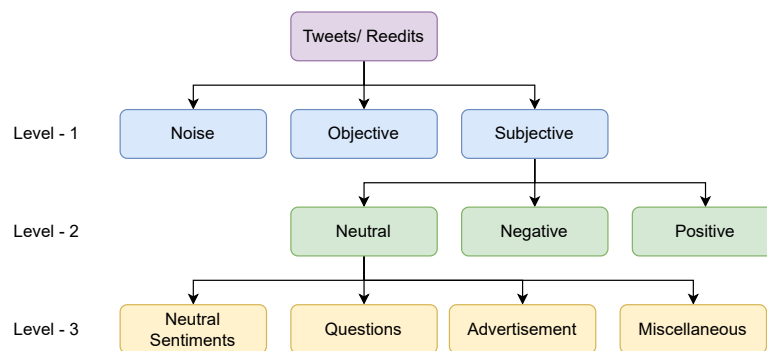 Tweets/ Reedits
Level - 1
Noise
Objective
Subjective
Level - 2
Neutral
Negative
Positive
Level - 3
Neutral
Sentiments
Questions
Advertisement
Miscellaneous